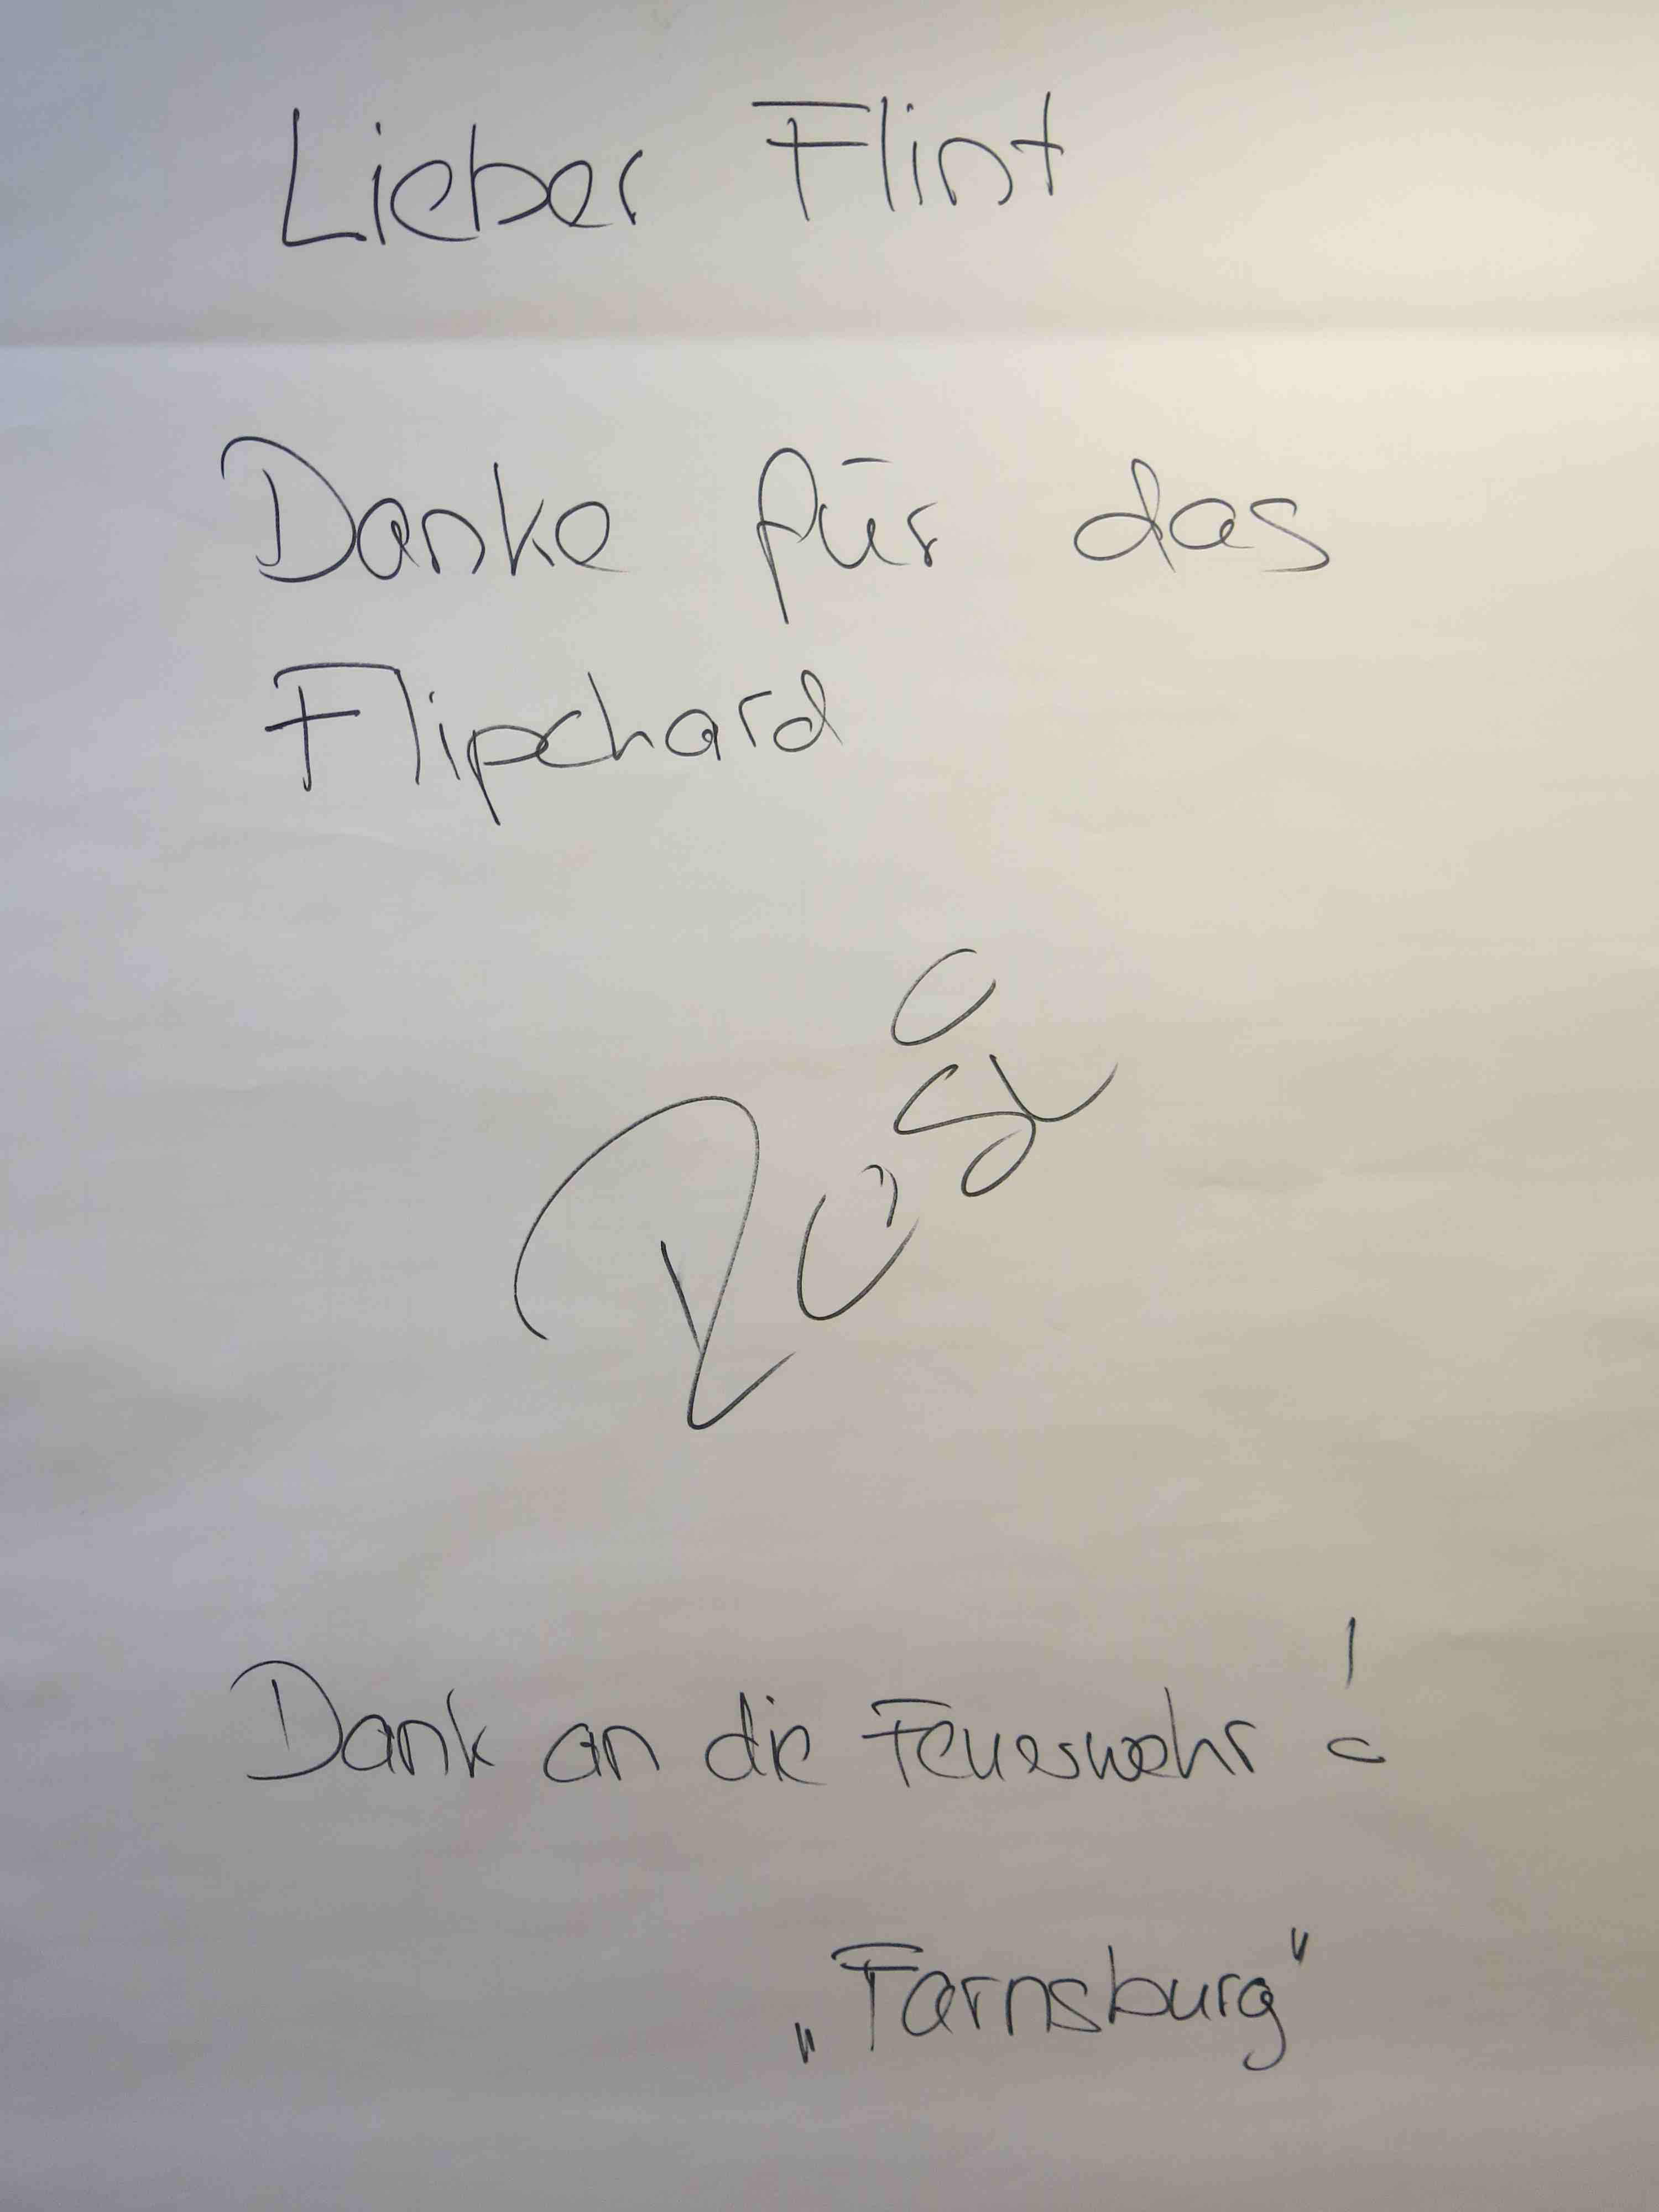 Lieber Flint
Danke für das
Flipchard
Dank an die Feuerwehr!
„Farnsburg"